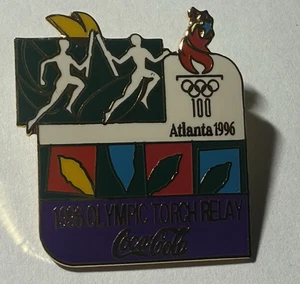 100
Atlanta 1996
1996 OLYMPIC TORCH RELAY
Coca-Cola